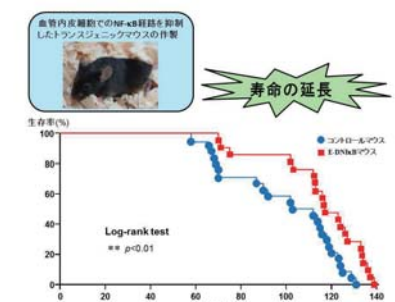 血管内皮細胞でのNF-κB経路を抑制
したトランスジェニックマウスの作製
寿命の延長
生存率(%)
コントロールマウス
E-DNIκBマウス
100
80
60
40
20
0
Log-rank test
** p<0.01
0 20 40 60 80 100 120 140